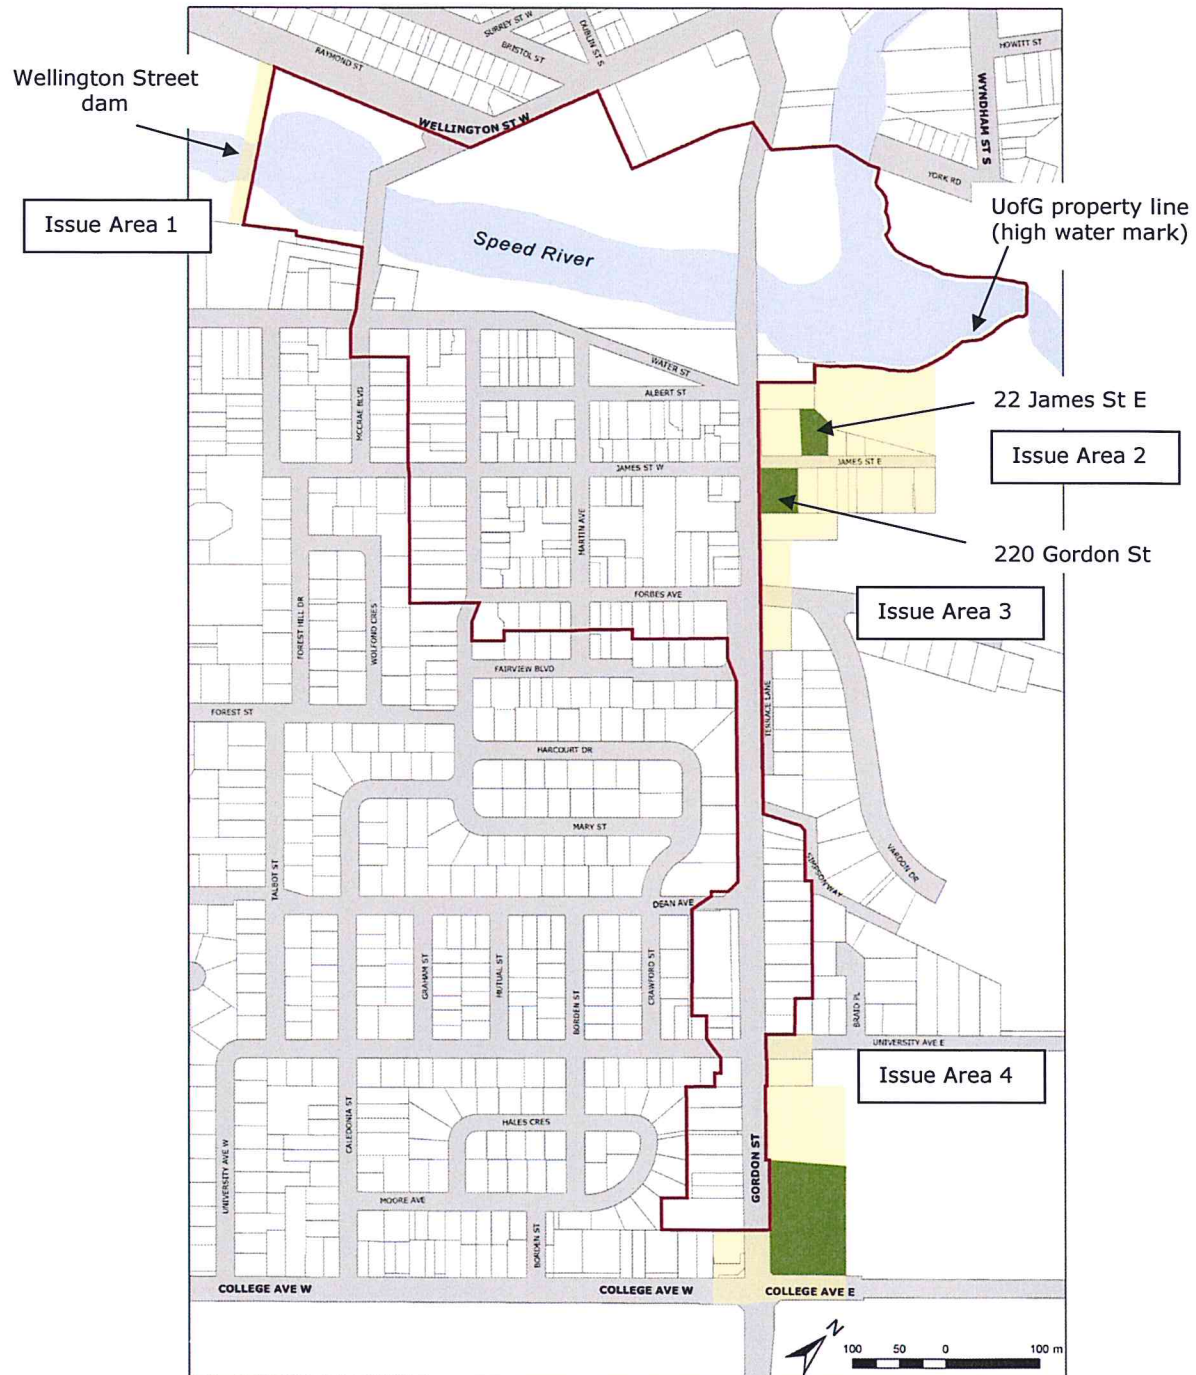 SURREY ST W
DUBLIN ST S
BRISTOL ST
RAYMOND ST
HOWITT ST
WYNDHAM ST S
Wellington Street
dam
WELLINGTON ST W
YORK RD
UofG property line
(high water mark)
Issue Area 1
Speed River
WATER ST
ALBERT ST
MCCRAE BLVD
22 James St E
JAMES ST W
JAMES ST E
Issue Area 2
MARTIN AVE
220 Gordon St
FORBES AVE
Issue Area 3
FOREST HILL DR
WOLFOND CRES
FAIRVIEW BLVD
TERRACE LANE
FOREST ST
HARCOURT DR
MARY ST
SIMPSON WAY
VARDON DR
TALBOT ST
DEAN AVE
GRAHAM ST
MUTUAL ST
BORDEN ST
CRAWFORD ST
BRAID PL
UNIVERSITY AVE E
Issue Area 4
CALEDONIA ST
HALES CRES
UNIVERSITY AVE W
GORDON ST
MOORE AVE
BORDEN ST
COLLEGE AVE W
COLLEGE AVE W
COLLEGE AVE E
N
100 50 0 100 m